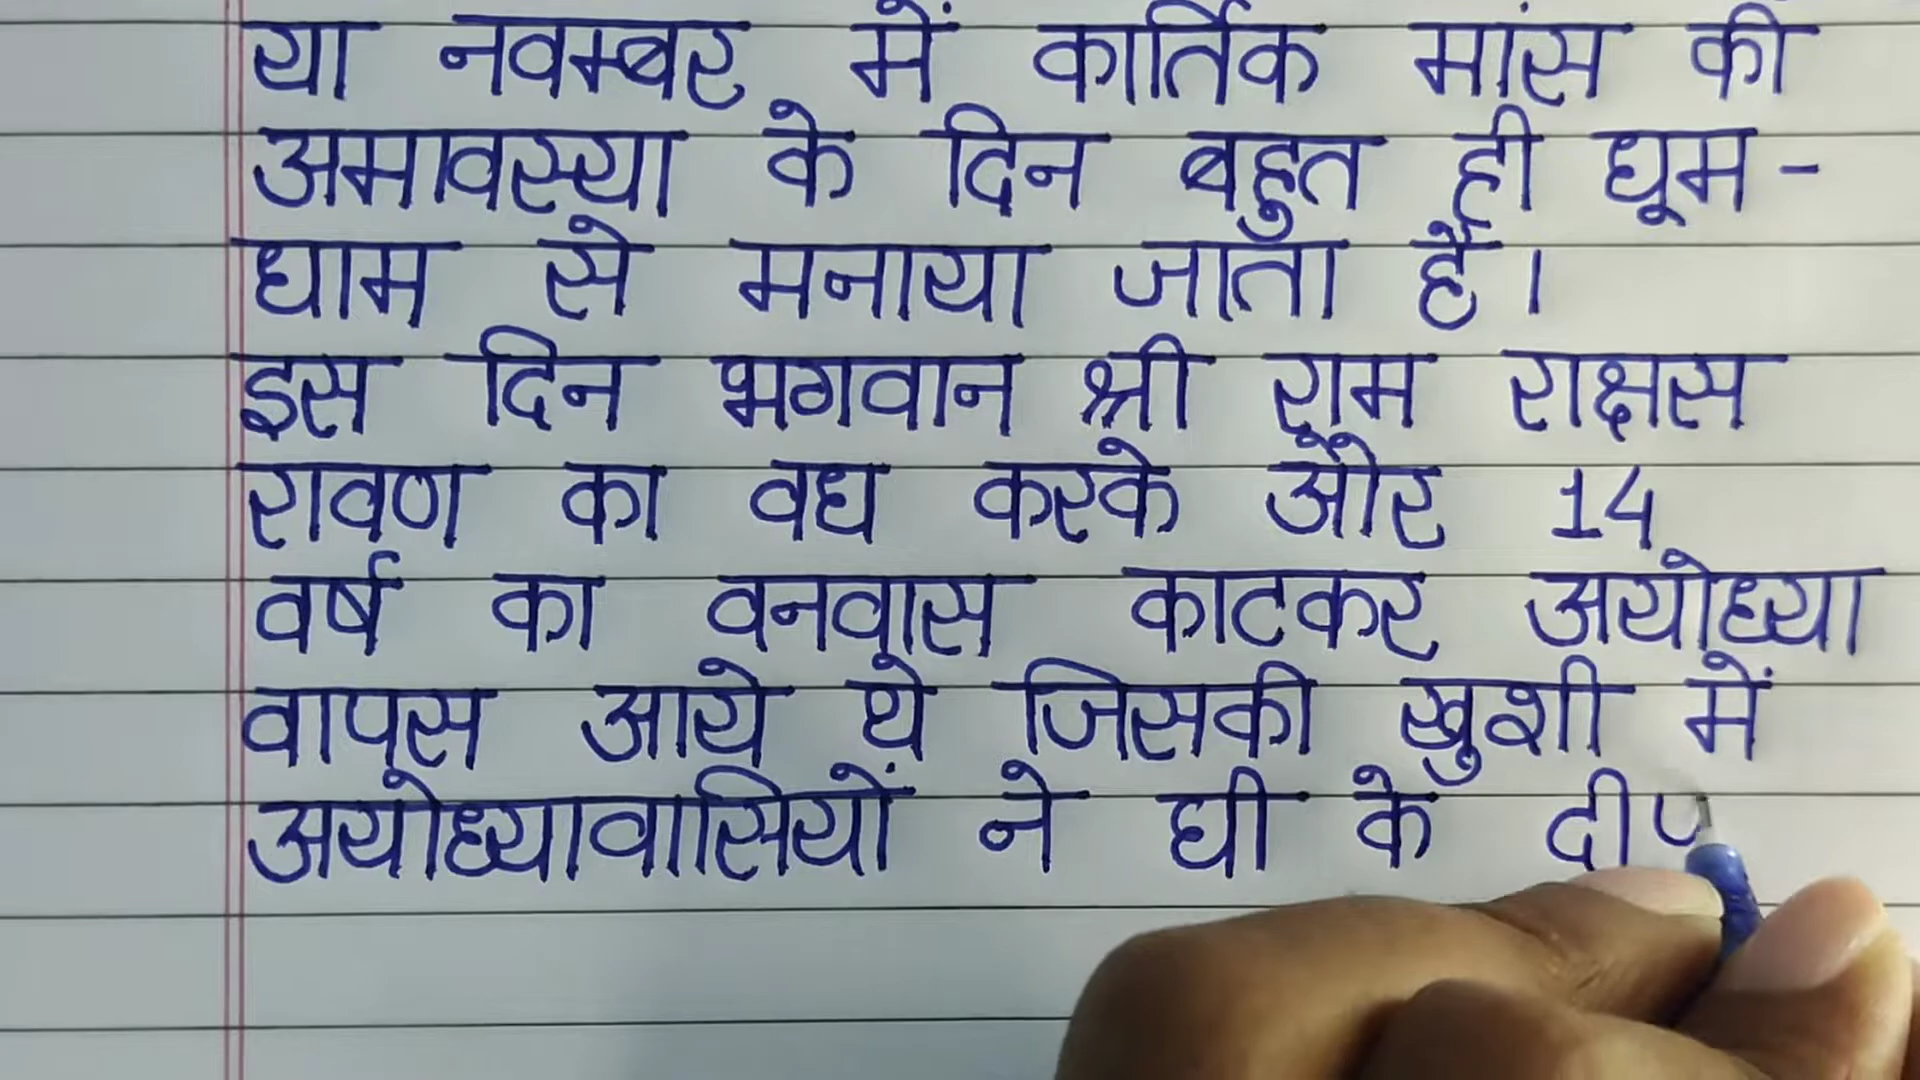 या नवम्बर में कार्तिक मांस की
अमावस्या के दिन बहुत ही धूम -
धाम से मनाया जाता है।
इस दिन भगवान श्री राम राक्षस
रावण का वध करके और 14
वर्ष का वनवास काटकर अयोध्या
वापस आये थे जिसकी खुशी में
अयोध्यावासियों ने घी के